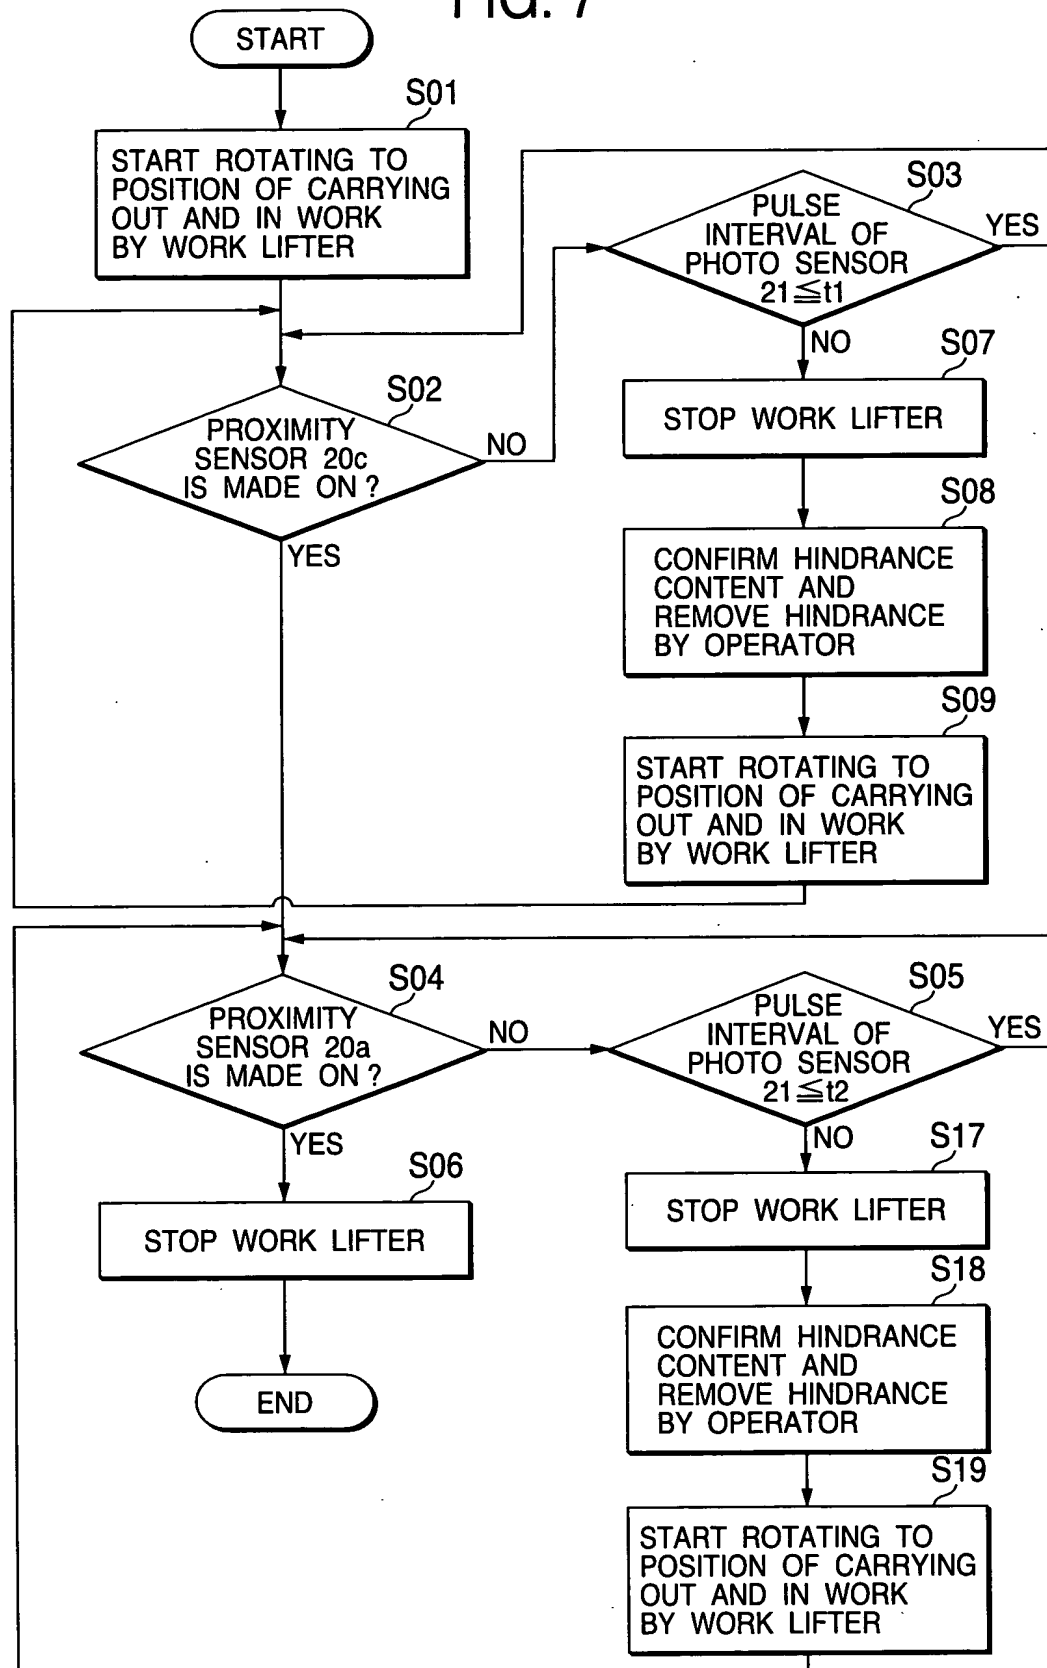 FIG. 7
START
S01
START ROTATING TO
POSITION OF CARRYING
OUT AND IN WORK
BY WORK LIFTER
S02
PROXIMITY
SENSOR 20c
IS MADE ON?
NO
YES
S03
PULSE
INTERVAL OF
PHOTO SENSOR
21≦t1
YES
NO
S07
STOP WORK LIFTER
S08
CONFIRM HINDRANCE
CONTENT AND
REMOVE HINDRANCE
BY OPERATOR
S09
START ROTATING TO
POSITION OF CARRYING
OUT AND IN WORK
BY WORK LIFTER
S04
PROXIMITY
SENSOR 20a
IS MADE ON?
NO
YES
S05
PULSE
INTERVAL OF
PHOTO SENSOR
21≦t2
YES
NO
S06
STOP WORK LIFTER
END
S17
STOP WORK LIFTER
S18
CONFIRM HINDRANCE
CONTENT AND
REMOVE HINDRANCE
BY OPERATOR
S19
START ROTATING TO
POSITION OF CARRYING
OUT AND IN WORK
BY WORK LIFTER